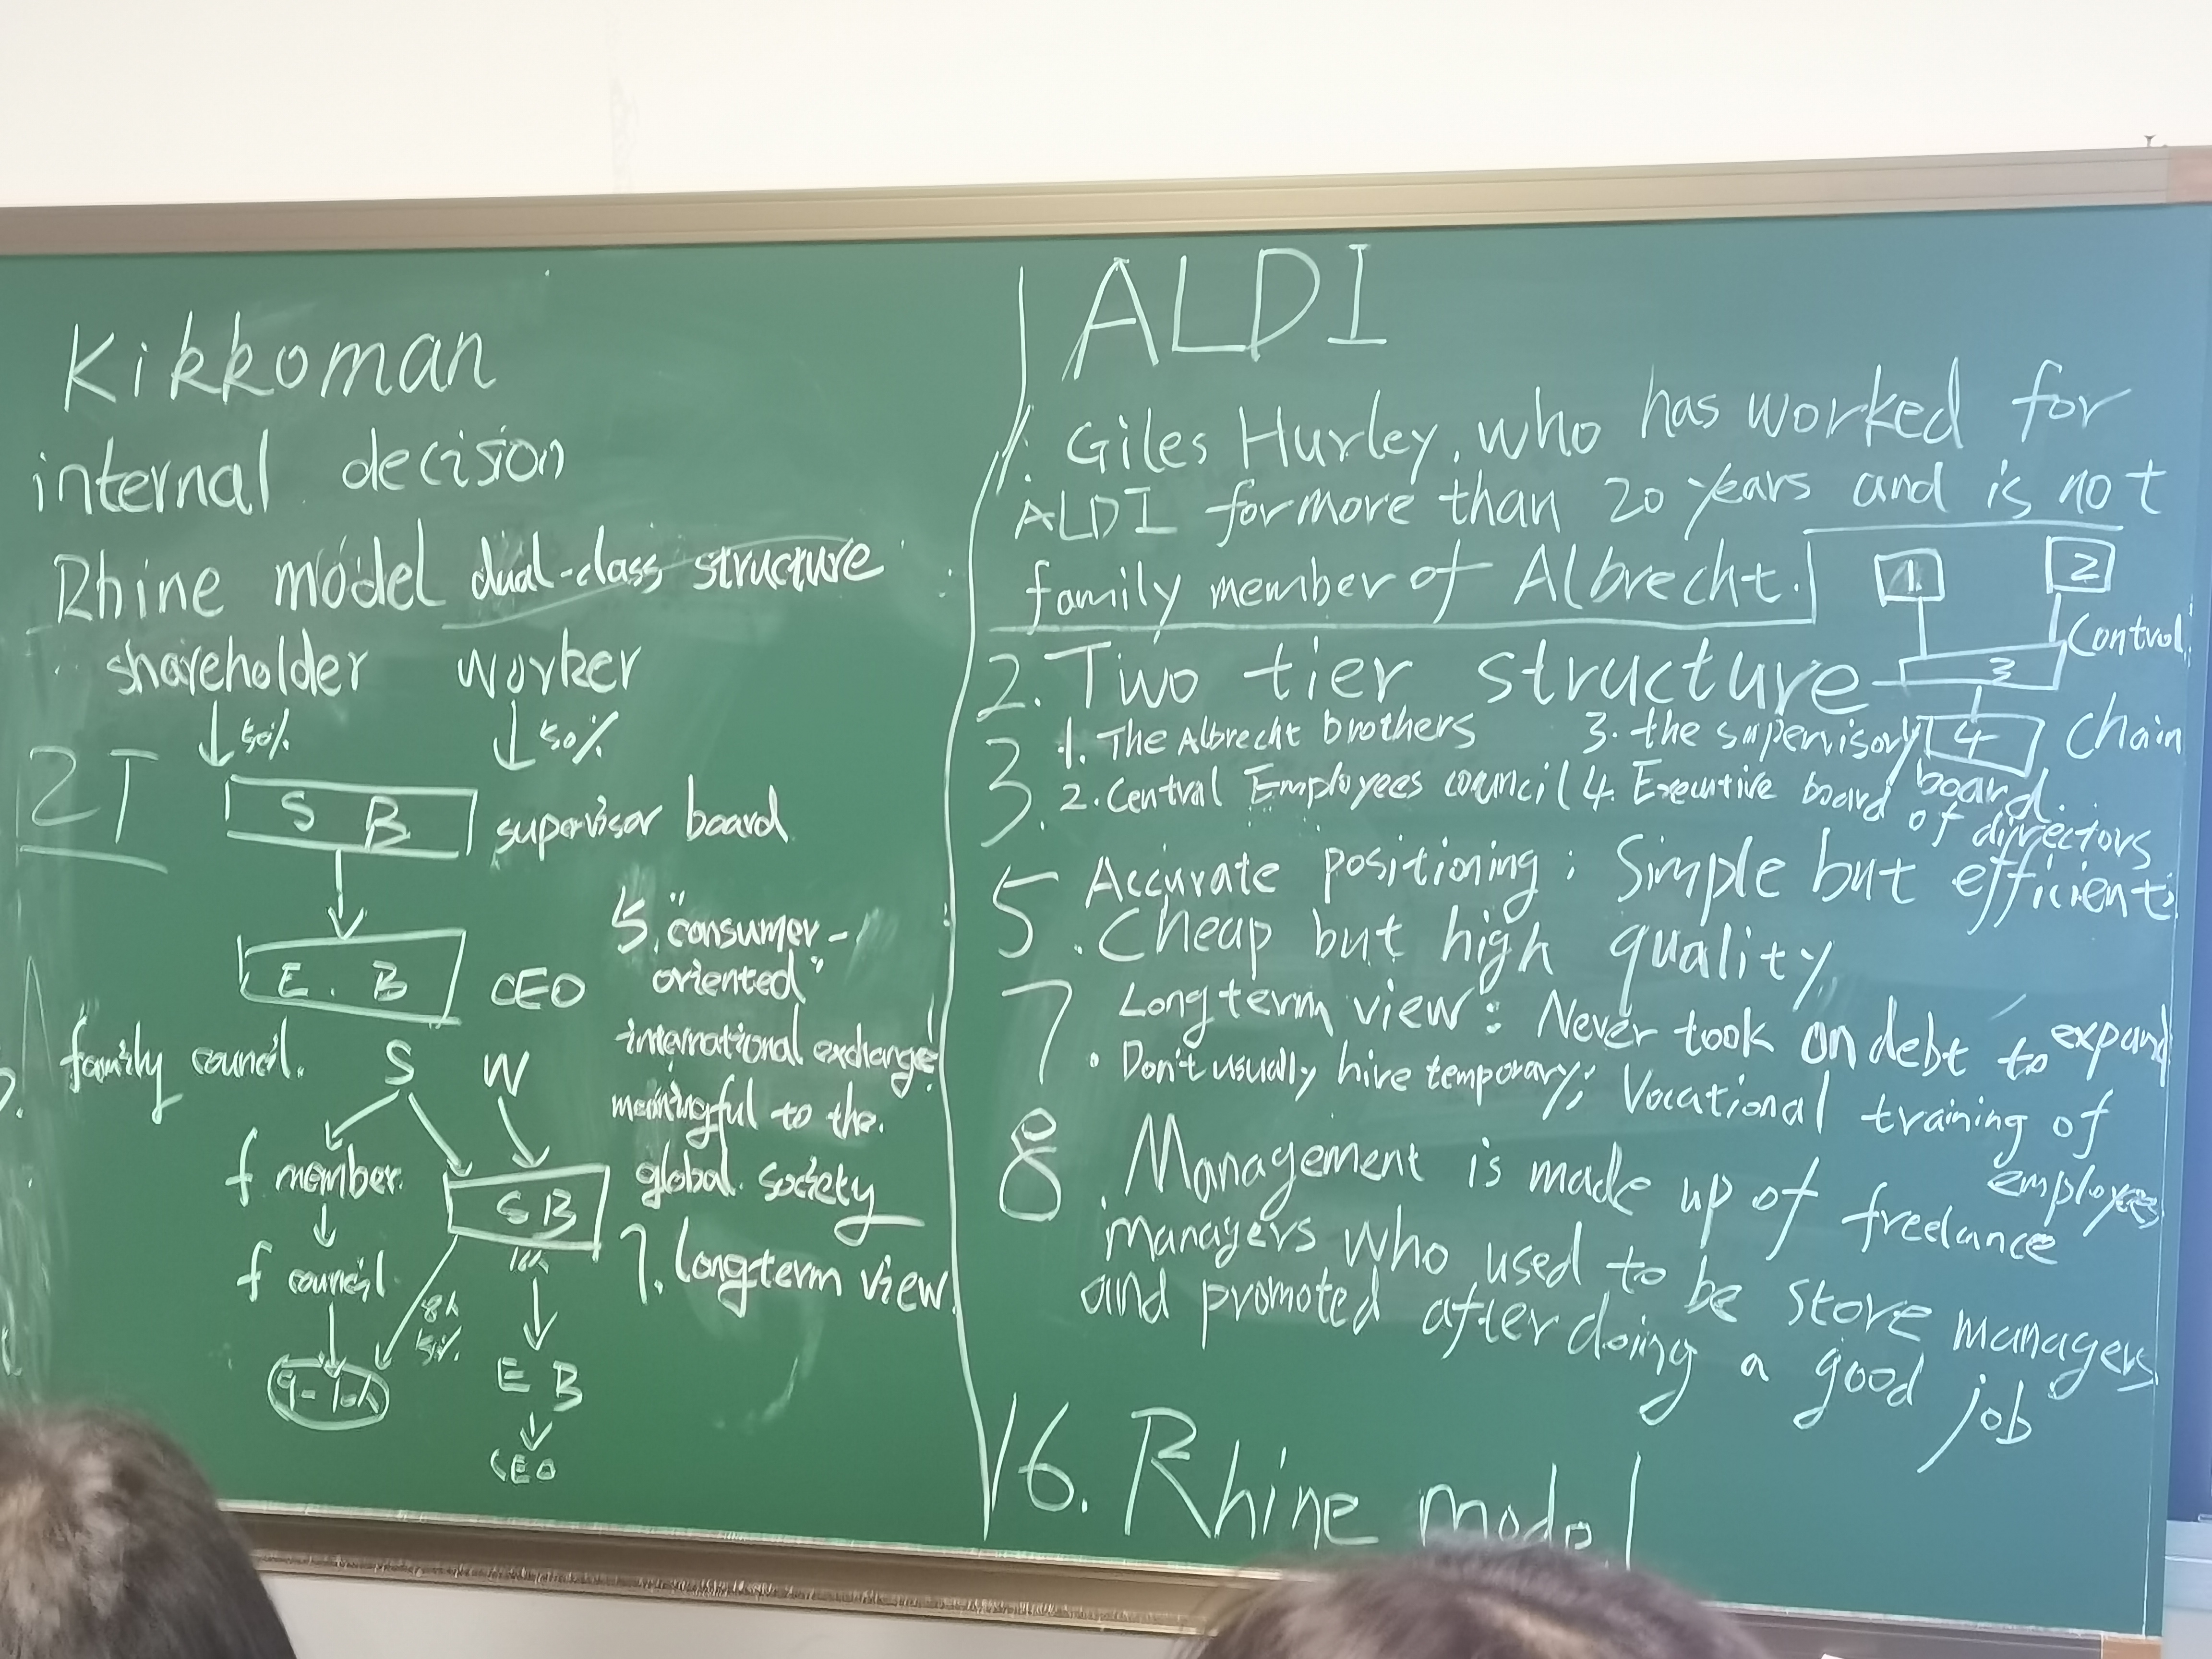 Kikkoman
internal decision
Rhine model dual-class structure
shareholder worker
50% 50%
2T
S B supervisor board
E. B CEO
family council.
S W
f member.
f council
SB
8人
50%
9-10人
E B
CEO
5. "consumer-
oriented"
international exchange!
meaningful to the.
global society
7. longterm view.
ALDI
1. Giles Hurley, who has worked for
ALDI for more than 20 years and is not
family member of Albrecht.
1 2
3
4
Control
Chain
2. Two tier structure
3. 1. The Albrecht brothers 3. the supervisory board.
2. Central Employees council 4. Executive board of directors
5. Accurate positioning: Simple but efficient;
Cheap but high quality
7. Long term view: Never took on debt to expand
Don't usually hire temporary; Vocational training of
employees
8. Management is made up of freelance
managers who used to be store managers
and promoted after doing a good job
16. Rhine model